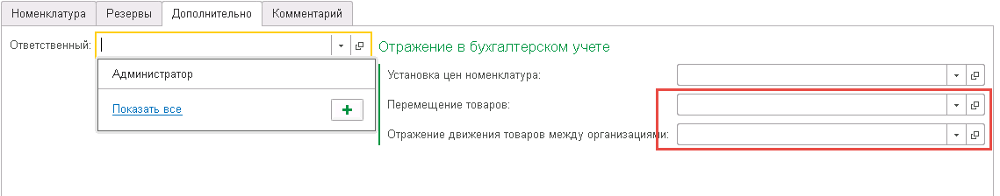 Номенклатура
Резервы
Дополнительно
Комментарий
Ответственный:
Администратор
Показать все
Отражение в бухгалтерском учете
Установка цен номенклатура:
Перемещение товаров:
Отражение движения товаров между организациями: